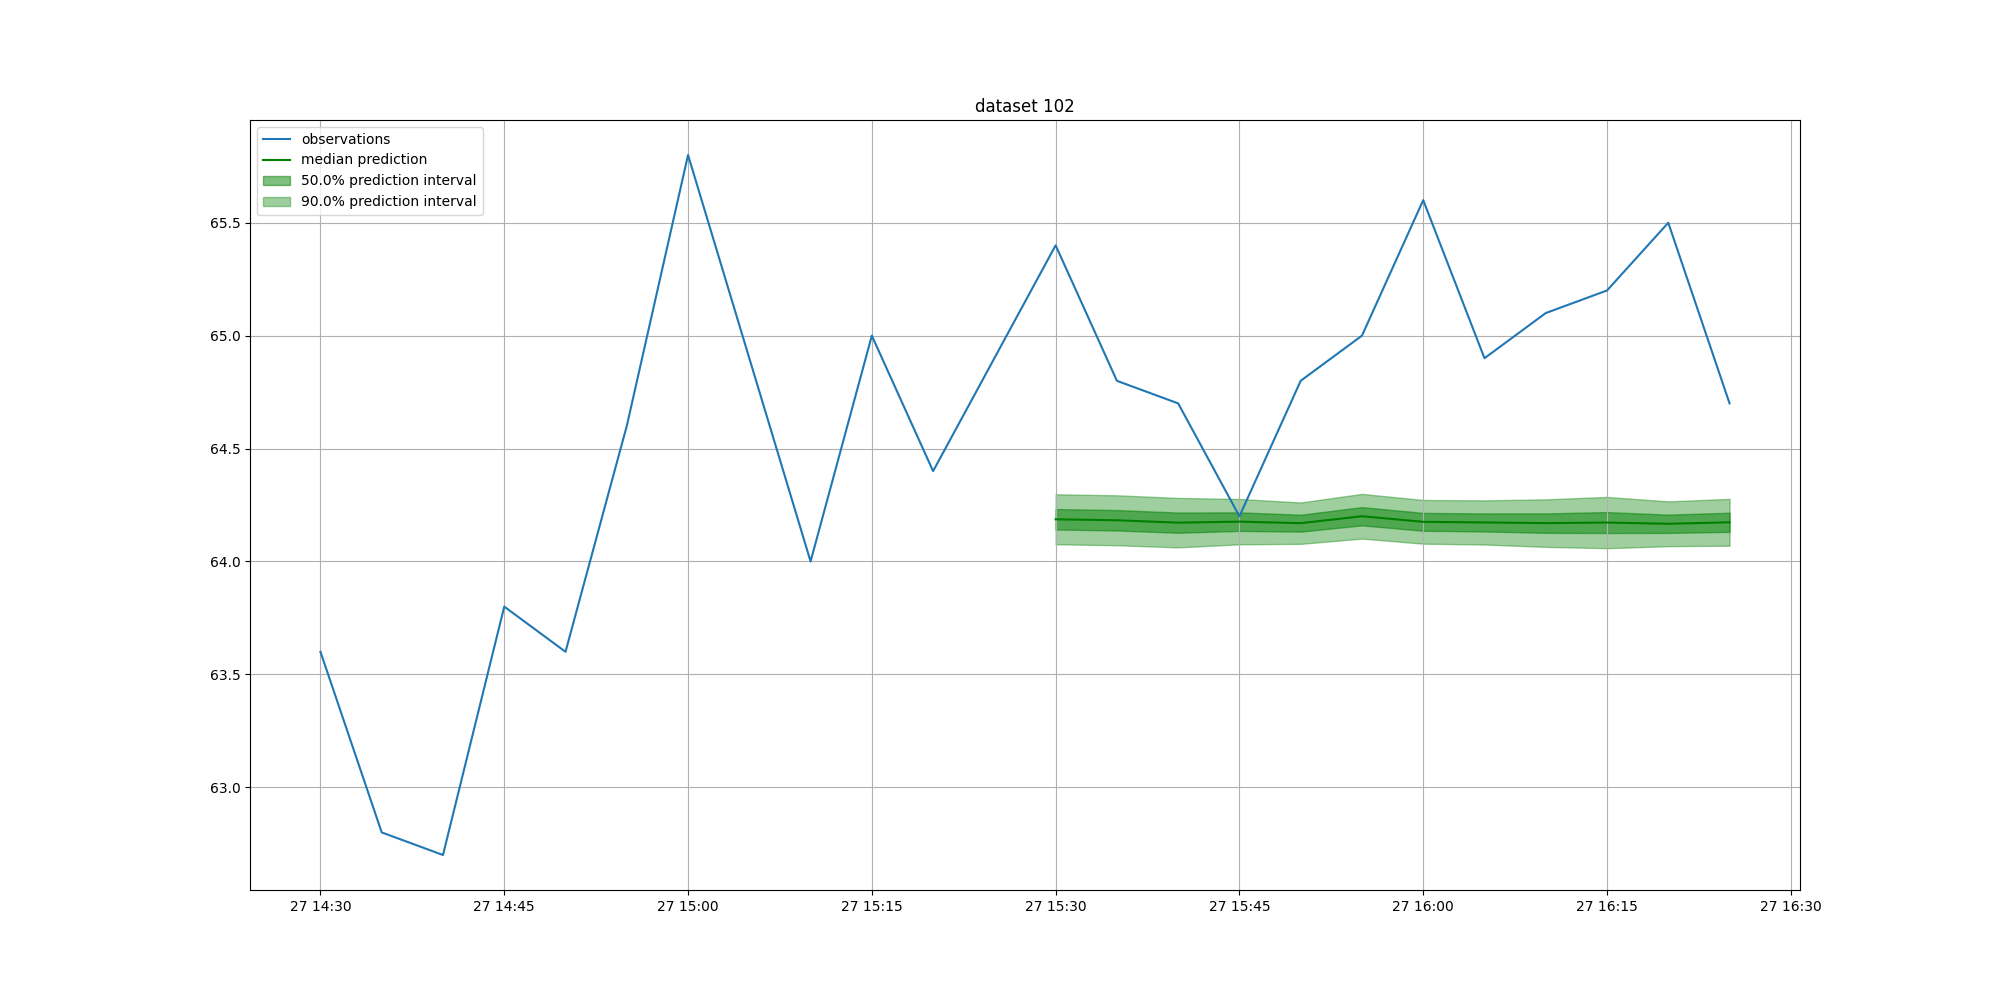 dataset 102
observations
median prediction
50.0% prediction interval
90.0% prediction interval
65.5
65.0
64.5
64.0
63.5
63.0
27 14:30 27 14:45 27 15:00 27 15:15 27 15:30 27 15:45 27 16:00 27 16:15 27 16:30